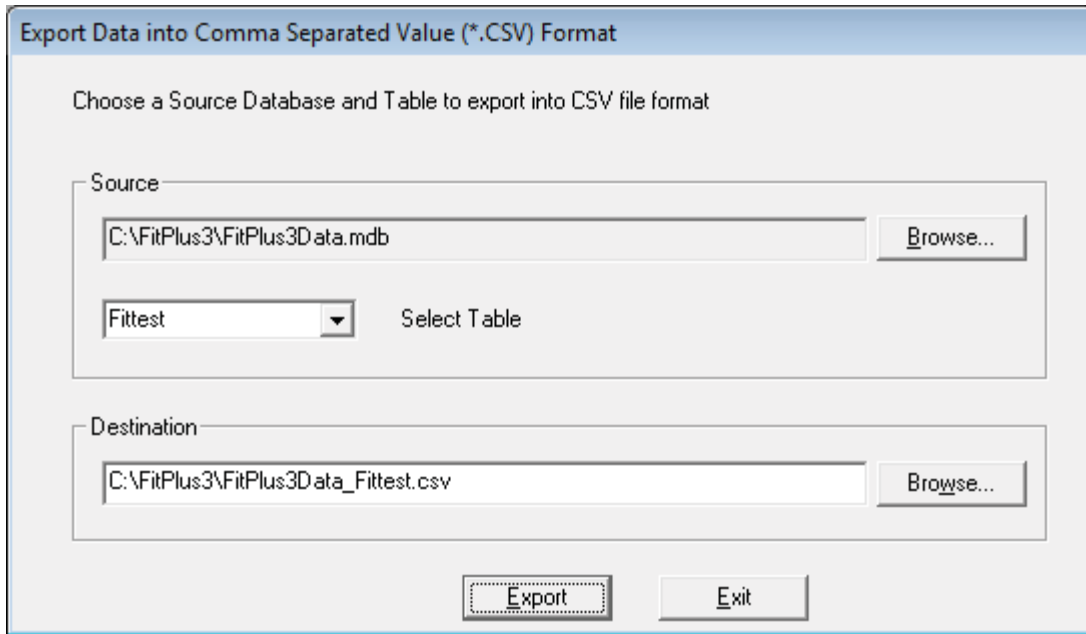 Export Data into Comma Separated Value (*.CSV) Format
Choose a Source Database and Table to export into CSV file format
Source
C:\FitPlus3\FitPlus3Data.mdb
Browse...
Fittest
Select Table
Destination
C:\FitPlus3\FitPlus3Data_Fittest.csv
Browse...
Export
Exit